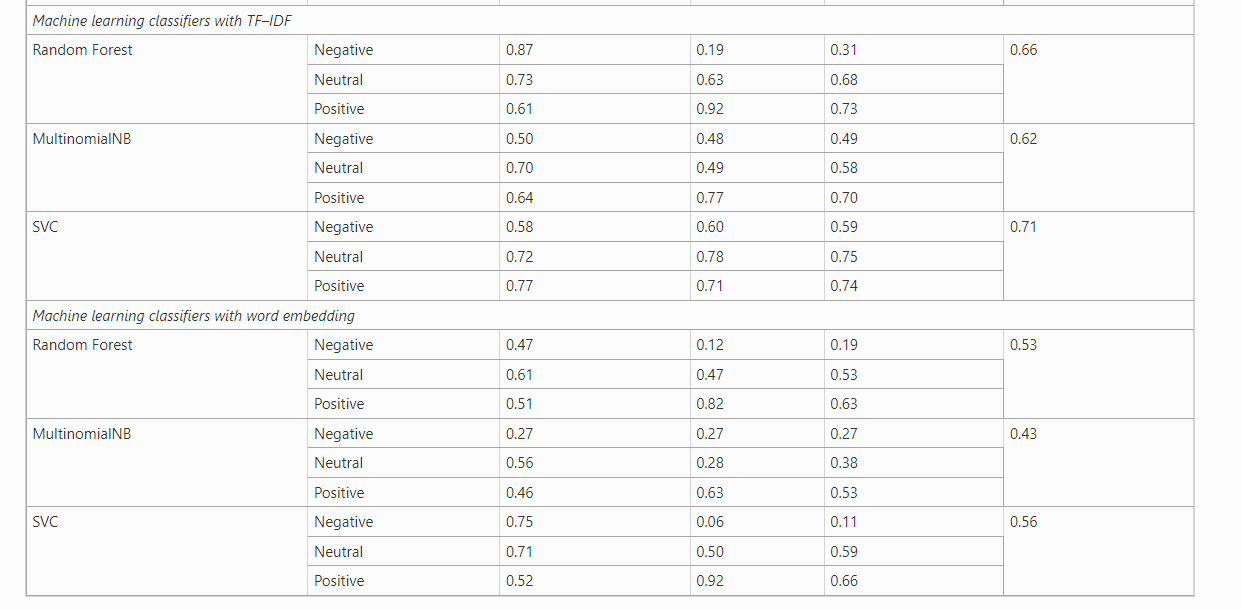 Machine learning classifiers with TF–IDF
Random Forest Negative 0.87 0.19 0.31 0.66
Neutral 0.73 0.63 0.68
Positive 0.61 0.92 0.73
MultinomialNB Negative 0.50 0.48 0.49 0.62
Neutral 0.70 0.49 0.58
Positive 0.64 0.77 0.70
SVC Negative 0.58 0.60 0.59 0.71
Neutral 0.72 0.78 0.75
Positive 0.77 0.71 0.74
Machine learning classifiers with word embedding
Random Forest Negative 0.47 0.12 0.19 0.53
Neutral 0.61 0.47 0.53
Positive 0.51 0.82 0.63
MultinomialNB Negative 0.27 0.27 0.27 0.43
Neutral 0.56 0.28 0.38
Positive 0.46 0.63 0.53
SVC Negative 0.75 0.06 0.11 0.56
Neutral 0.71 0.50 0.59
Positive 0.52 0.92 0.66